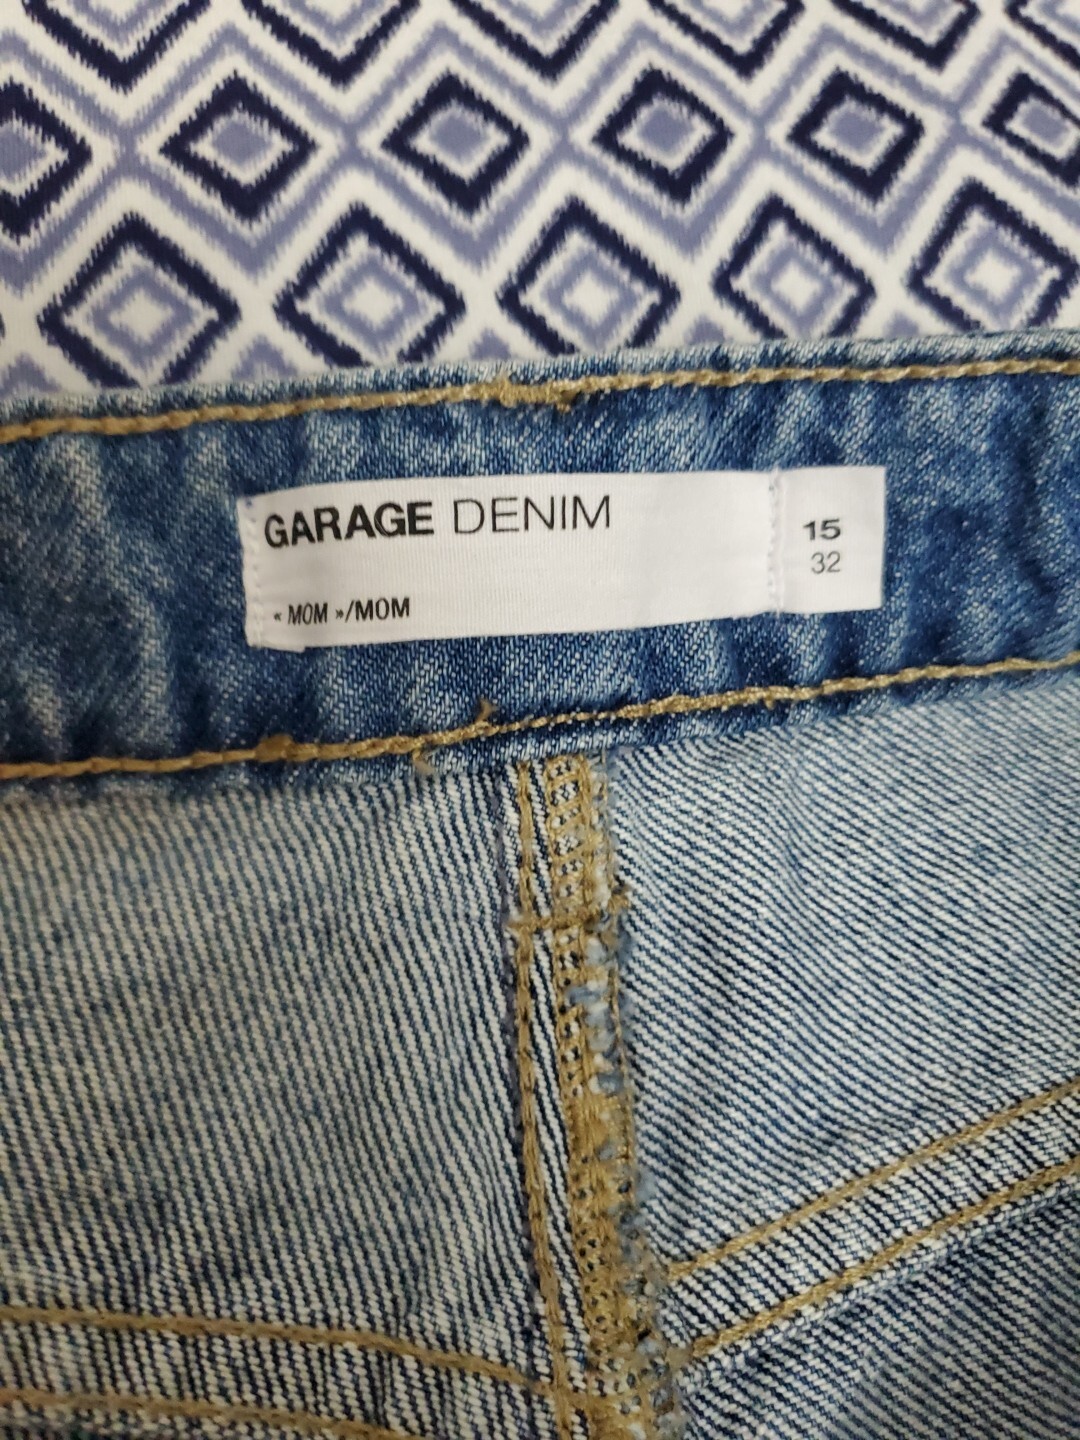 GARAGE DENIM
« MOM »/MOM
15
32